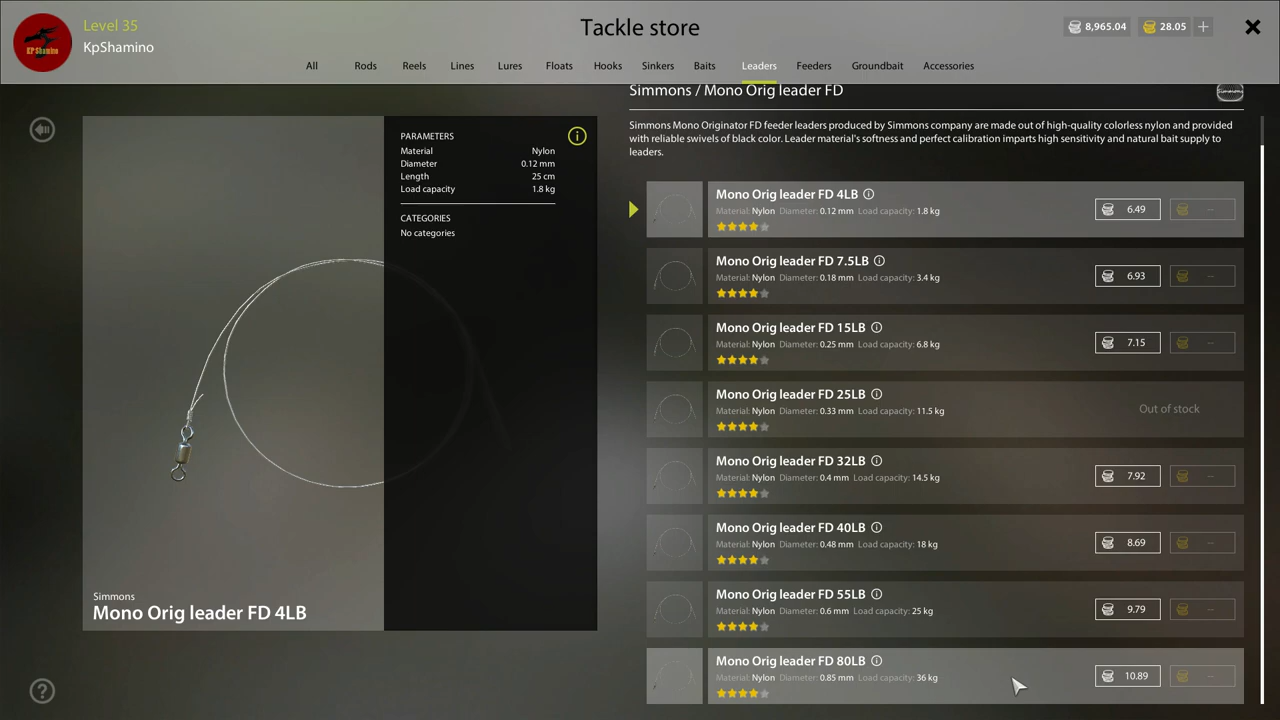 Level 35
KpShamino
KP Shamino
Tackle store
8,965.04
28.05
All Rods Reels Lines Lures Floats Hooks Sinkers Baits Leaders Feeders Groundbait Accessories
Simmons / Mono Orig leader FD
Simmons
Simmons Mono Originator FD feeder leaders produced by Simmons company are made out of high-quality colorless nylon and provided
with reliable swivels of black color. Leader material's softness and perfect calibration imparts high sensitivity and natural bait supply to
leaders.
PARAMETERS
Material Nylon
Diameter 0.12 mm
Length 25 cm
Load capacity 1.8 kg
CATEGORIES
No categories
Simmons
Mono Orig leader FD 4LB
Mono Orig leader FD 4LB
Material: Nylon Diameter: 0.12 mm Load capacity: 1.8 kg
6.49 --
Mono Orig leader FD 7.5LB
Material: Nylon Diameter: 0.18 mm Load capacity: 3.4 kg
6.93 --
Mono Orig leader FD 15LB
Material: Nylon Diameter: 0.25 mm Load capacity: 6.8 kg
7.15 --
Mono Orig leader FD 25LB
Material: Nylon Diameter: 0.33 mm Load capacity: 11.5 kg
Out of stock
Mono Orig leader FD 32LB
Material: Nylon Diameter: 0.4 mm Load capacity: 14.5 kg
7.92 --
Mono Orig leader FD 40LB
Material: Nylon Diameter: 0.48 mm Load capacity: 18 kg
8.69 --
Mono Orig leader FD 55LB
Material: Nylon Diameter: 0.6 mm Load capacity: 25 kg
9.79 --
Mono Orig leader FD 80LB
Material: Nylon Diameter: 0.85 mm Load capacity: 36 kg
10.89 --